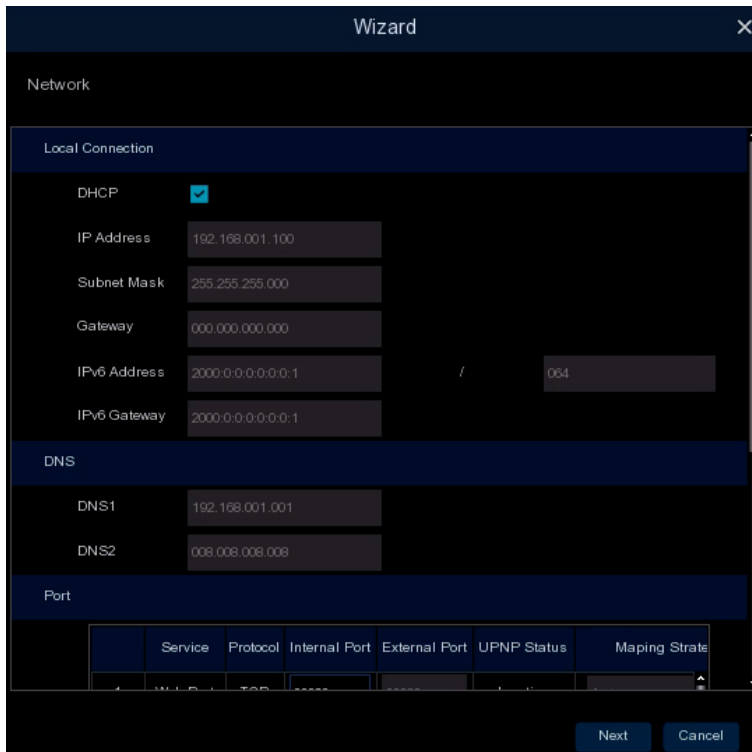 Wizard
Network
Local Connection
DHCP
IP Address 192.168.001.100
Subnet Mask 255.255.255.000
Gateway 000.000.000.000
IPv6 Address 2000:0:0:0:0:0:0:1 / 064
IPv6 Gateway 2000:0:0:0:0:0:0:1
DNS
DNS1 192.168.001.001
DNS2 008.008.008.008
Port
Service Protocol Internal Port External Port UPNP Status Maping Strate
Next Cancel